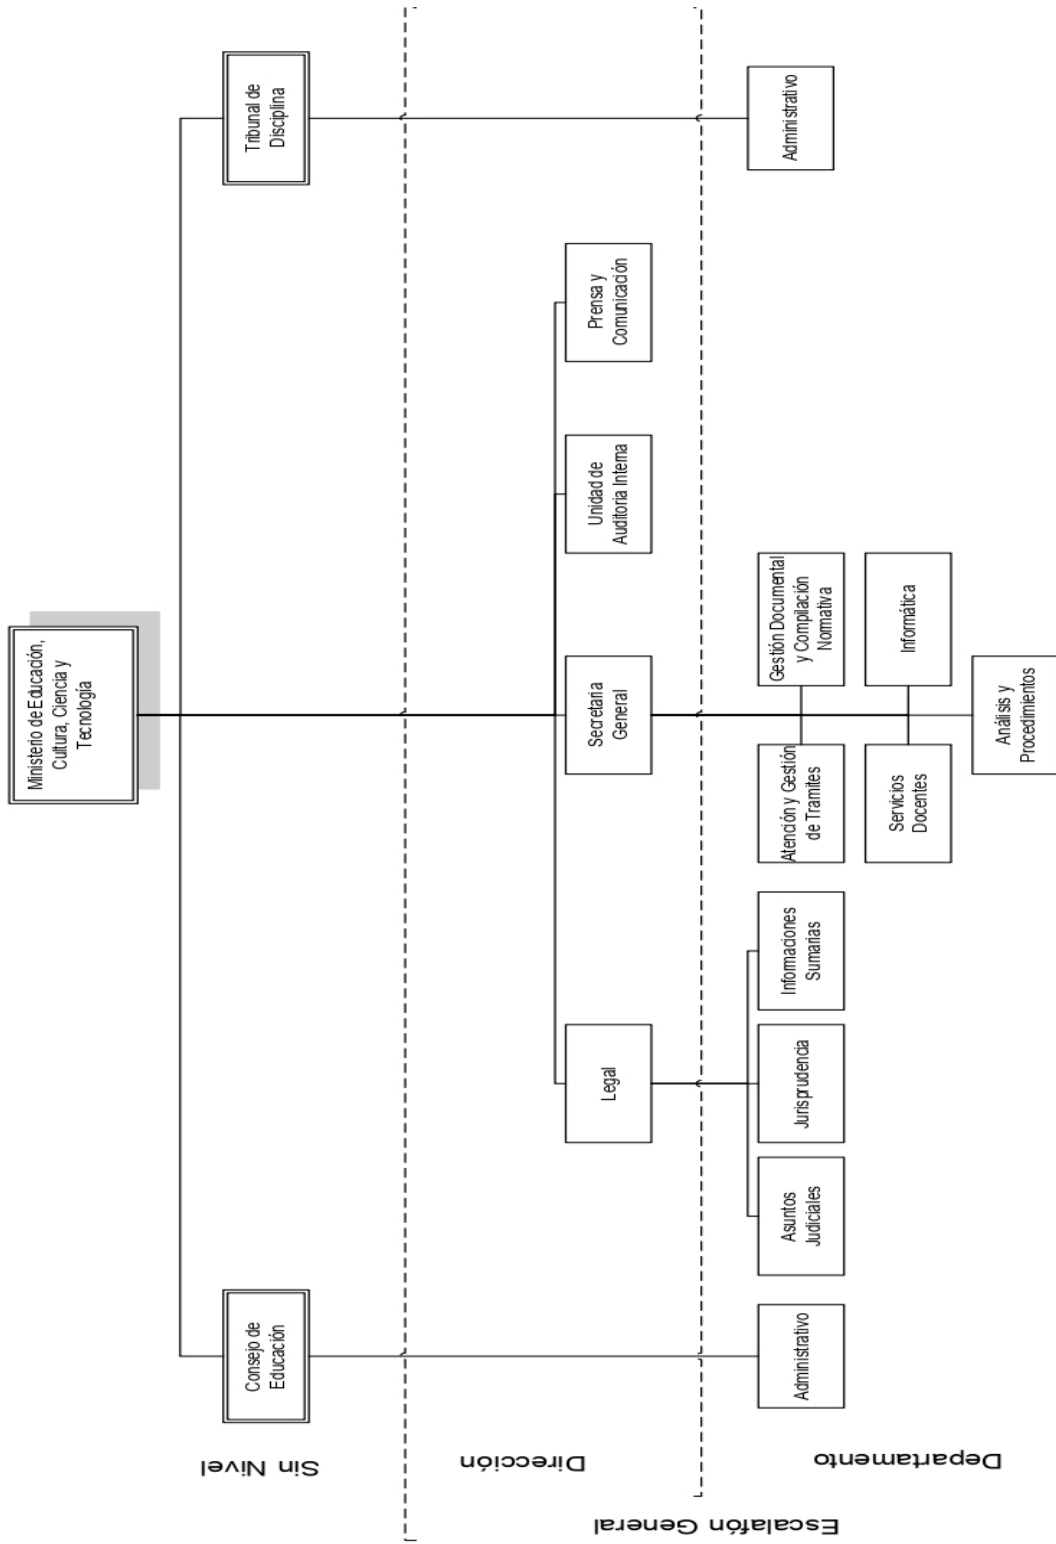 Ministerio de Educación,
Cultura, Ciencia y
Tecnología
Sin Nivel
Consejo de
Educación
Tribunal de
Disciplina
Dirección
Legal
Secretaria
General
Unidad de
Auditoria Interna
Prensa y
Comunicación
Escalafón General
Departamento
Administrativo
Asuntos
Judiciales
Jurisprudencia
Informaciones
Sumarias
Atención y Gestión
de Tramites
Gestión Documental
y Compilación
Normativa
Servicios
Docentes
Informática
Análisis y
Procedimientos
Administrativo